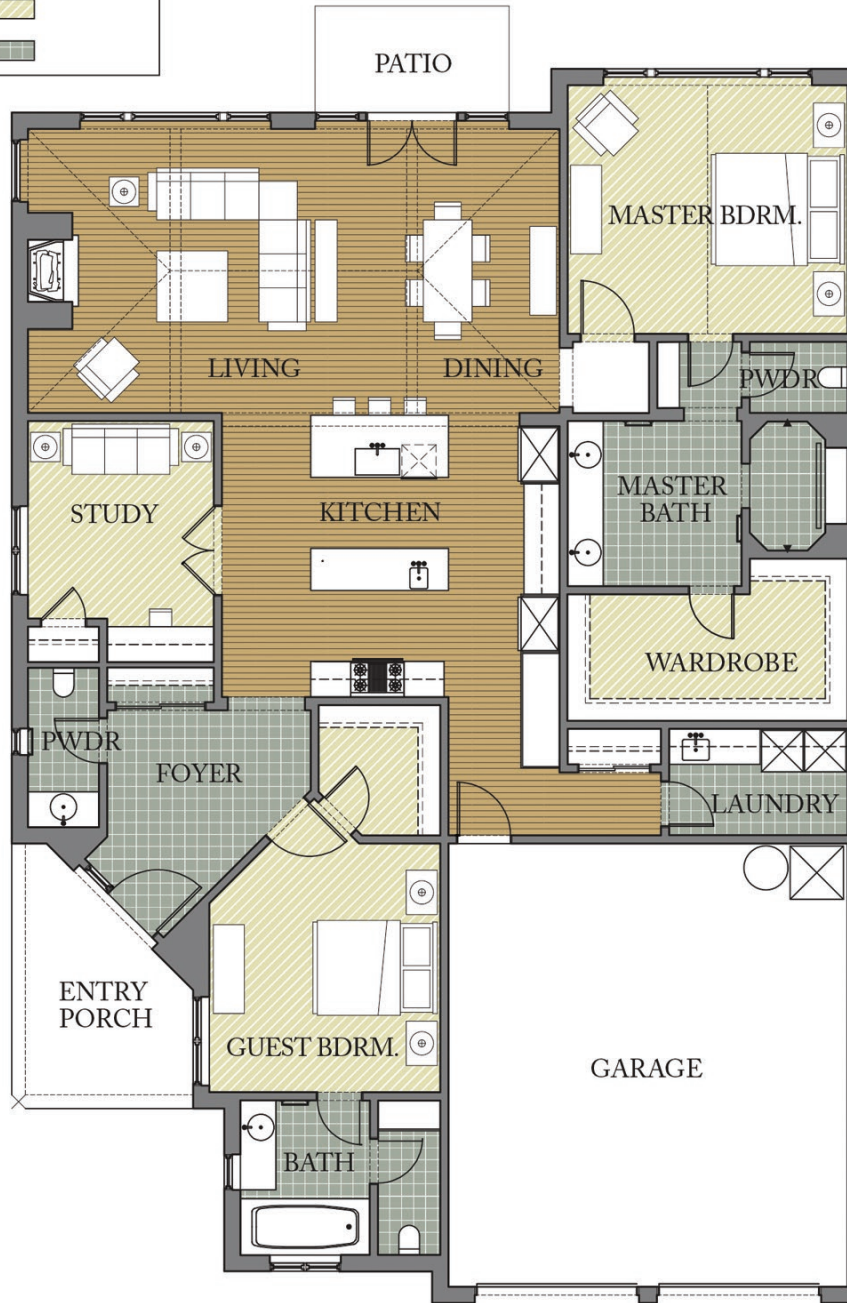 PATIO
MASTER BDRM.
LIVING
DINING
PWDR
STUDY
KITCHEN
MASTER
BATH
WARDROBE
PWDR
FOYER
LAUNDRY
ENTRY
PORCH
GUEST BDRM.
GARAGE
BATH